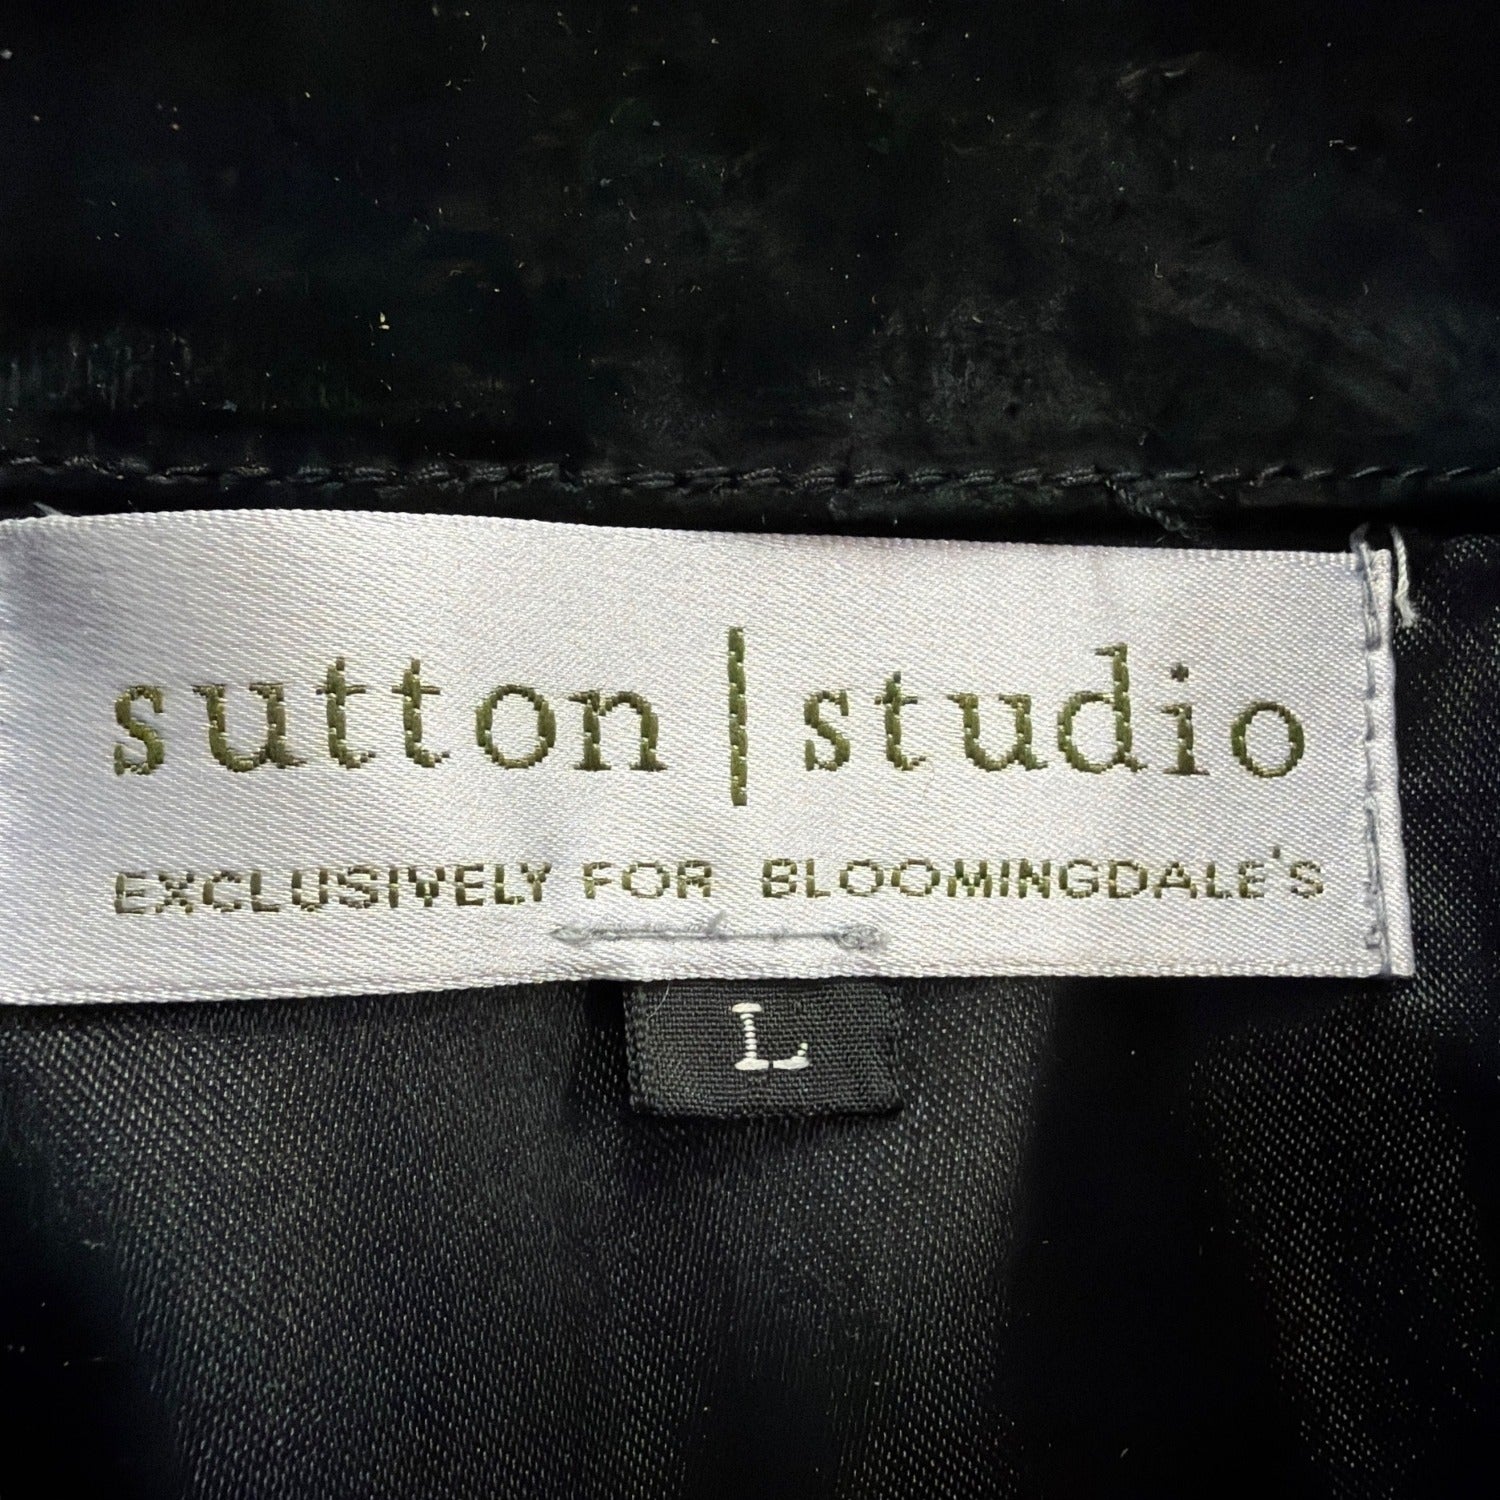 sutton | studio
EXCLUSIVELY FOR BLOOMINGDALE'S
L